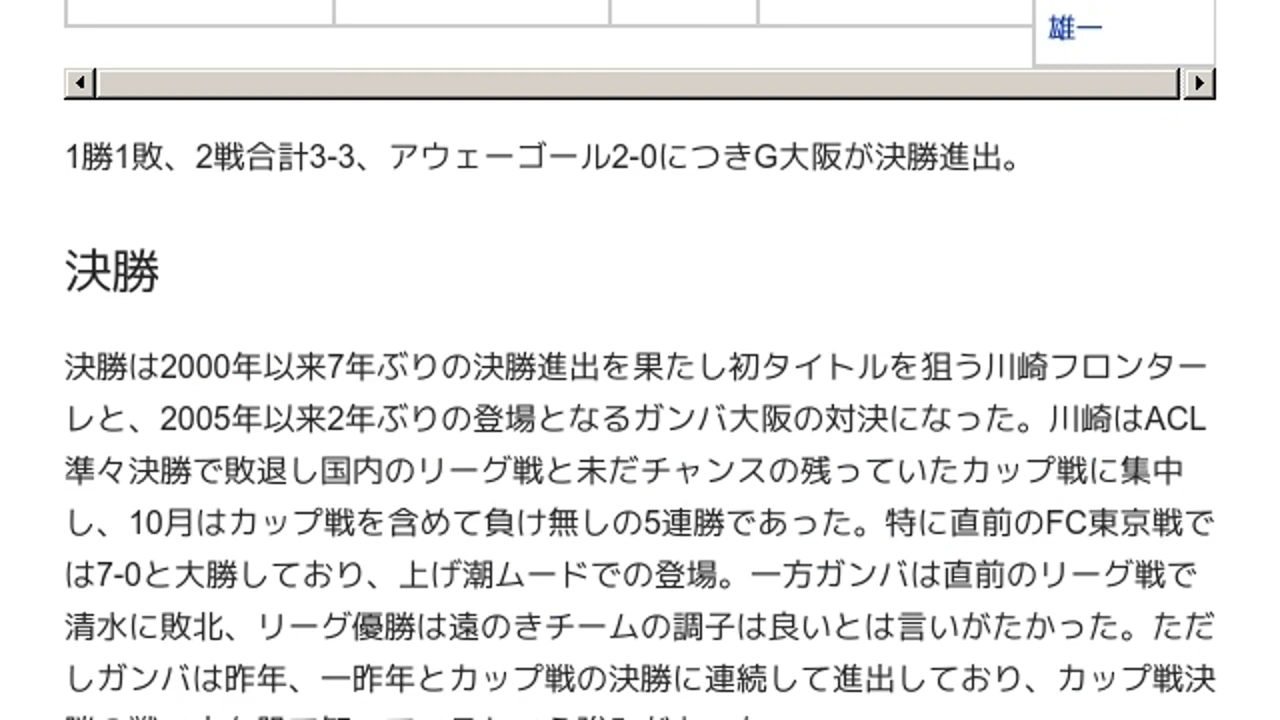 雄一
1勝1敗、2戦合計3-3、アウェーゴール2-0につきG大阪が決勝進出。
決勝
決勝は2000年以来7年ぶりの決勝進出を果たし初タイトルを狙う川崎フロンター
レと、2005年以来2年ぶりの登場となるガンバ大阪の対決になった。川崎はACL
準々決勝で敗退し国内のリーグ戦と未だチャンスの残っていたカップ戦に集中
し、10月はカップ戦を含めて負け無しの5連勝であった。特に直前のFC東京戦で
は7-0と大勝しており、上げ潮ムードでの登場。一方ガンバは直前のリーグ戦で
清水に敗北、リーグ優勝は遠のきチームの調子は良いとは言いがたかった。ただ
しガンバは昨年、一昨年とカップ戦の決勝に連続して進出しており、カップ戦決